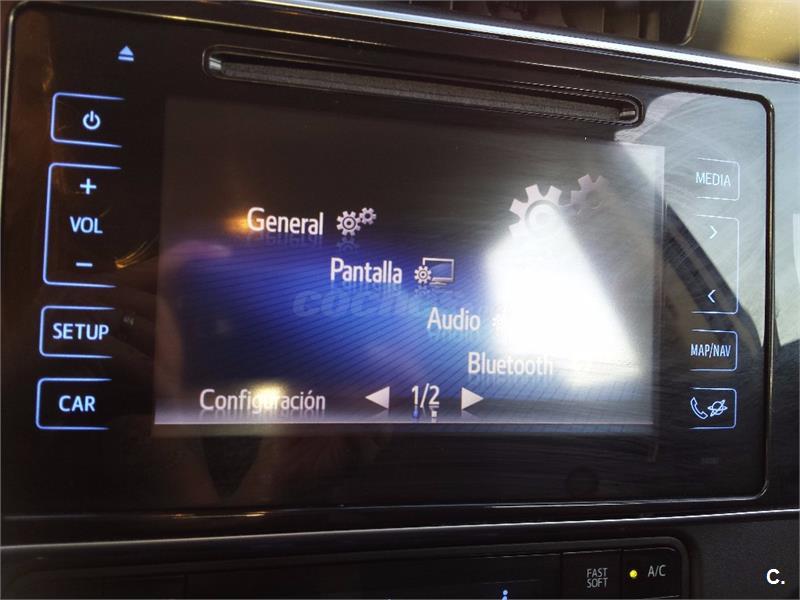 General
Pantalla
Audio
Bluetooth
Configuración
1/2
VOL
SETUP
CAR
MEDIA
MAP/NAV
FAST
SOFT
A/C
C.